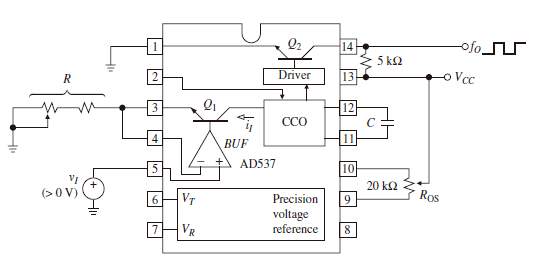 1
Q2
14
fO
5 kΩ
R
2
Driver
13
VCC
3
Q1
iI
CCO
12
C
4
BUF
11
vI
(> 0 V)
+
5
− +
AD537
10
20 kΩ
ROS
6
VT
Precision
voltage
reference
9
7
VR
8